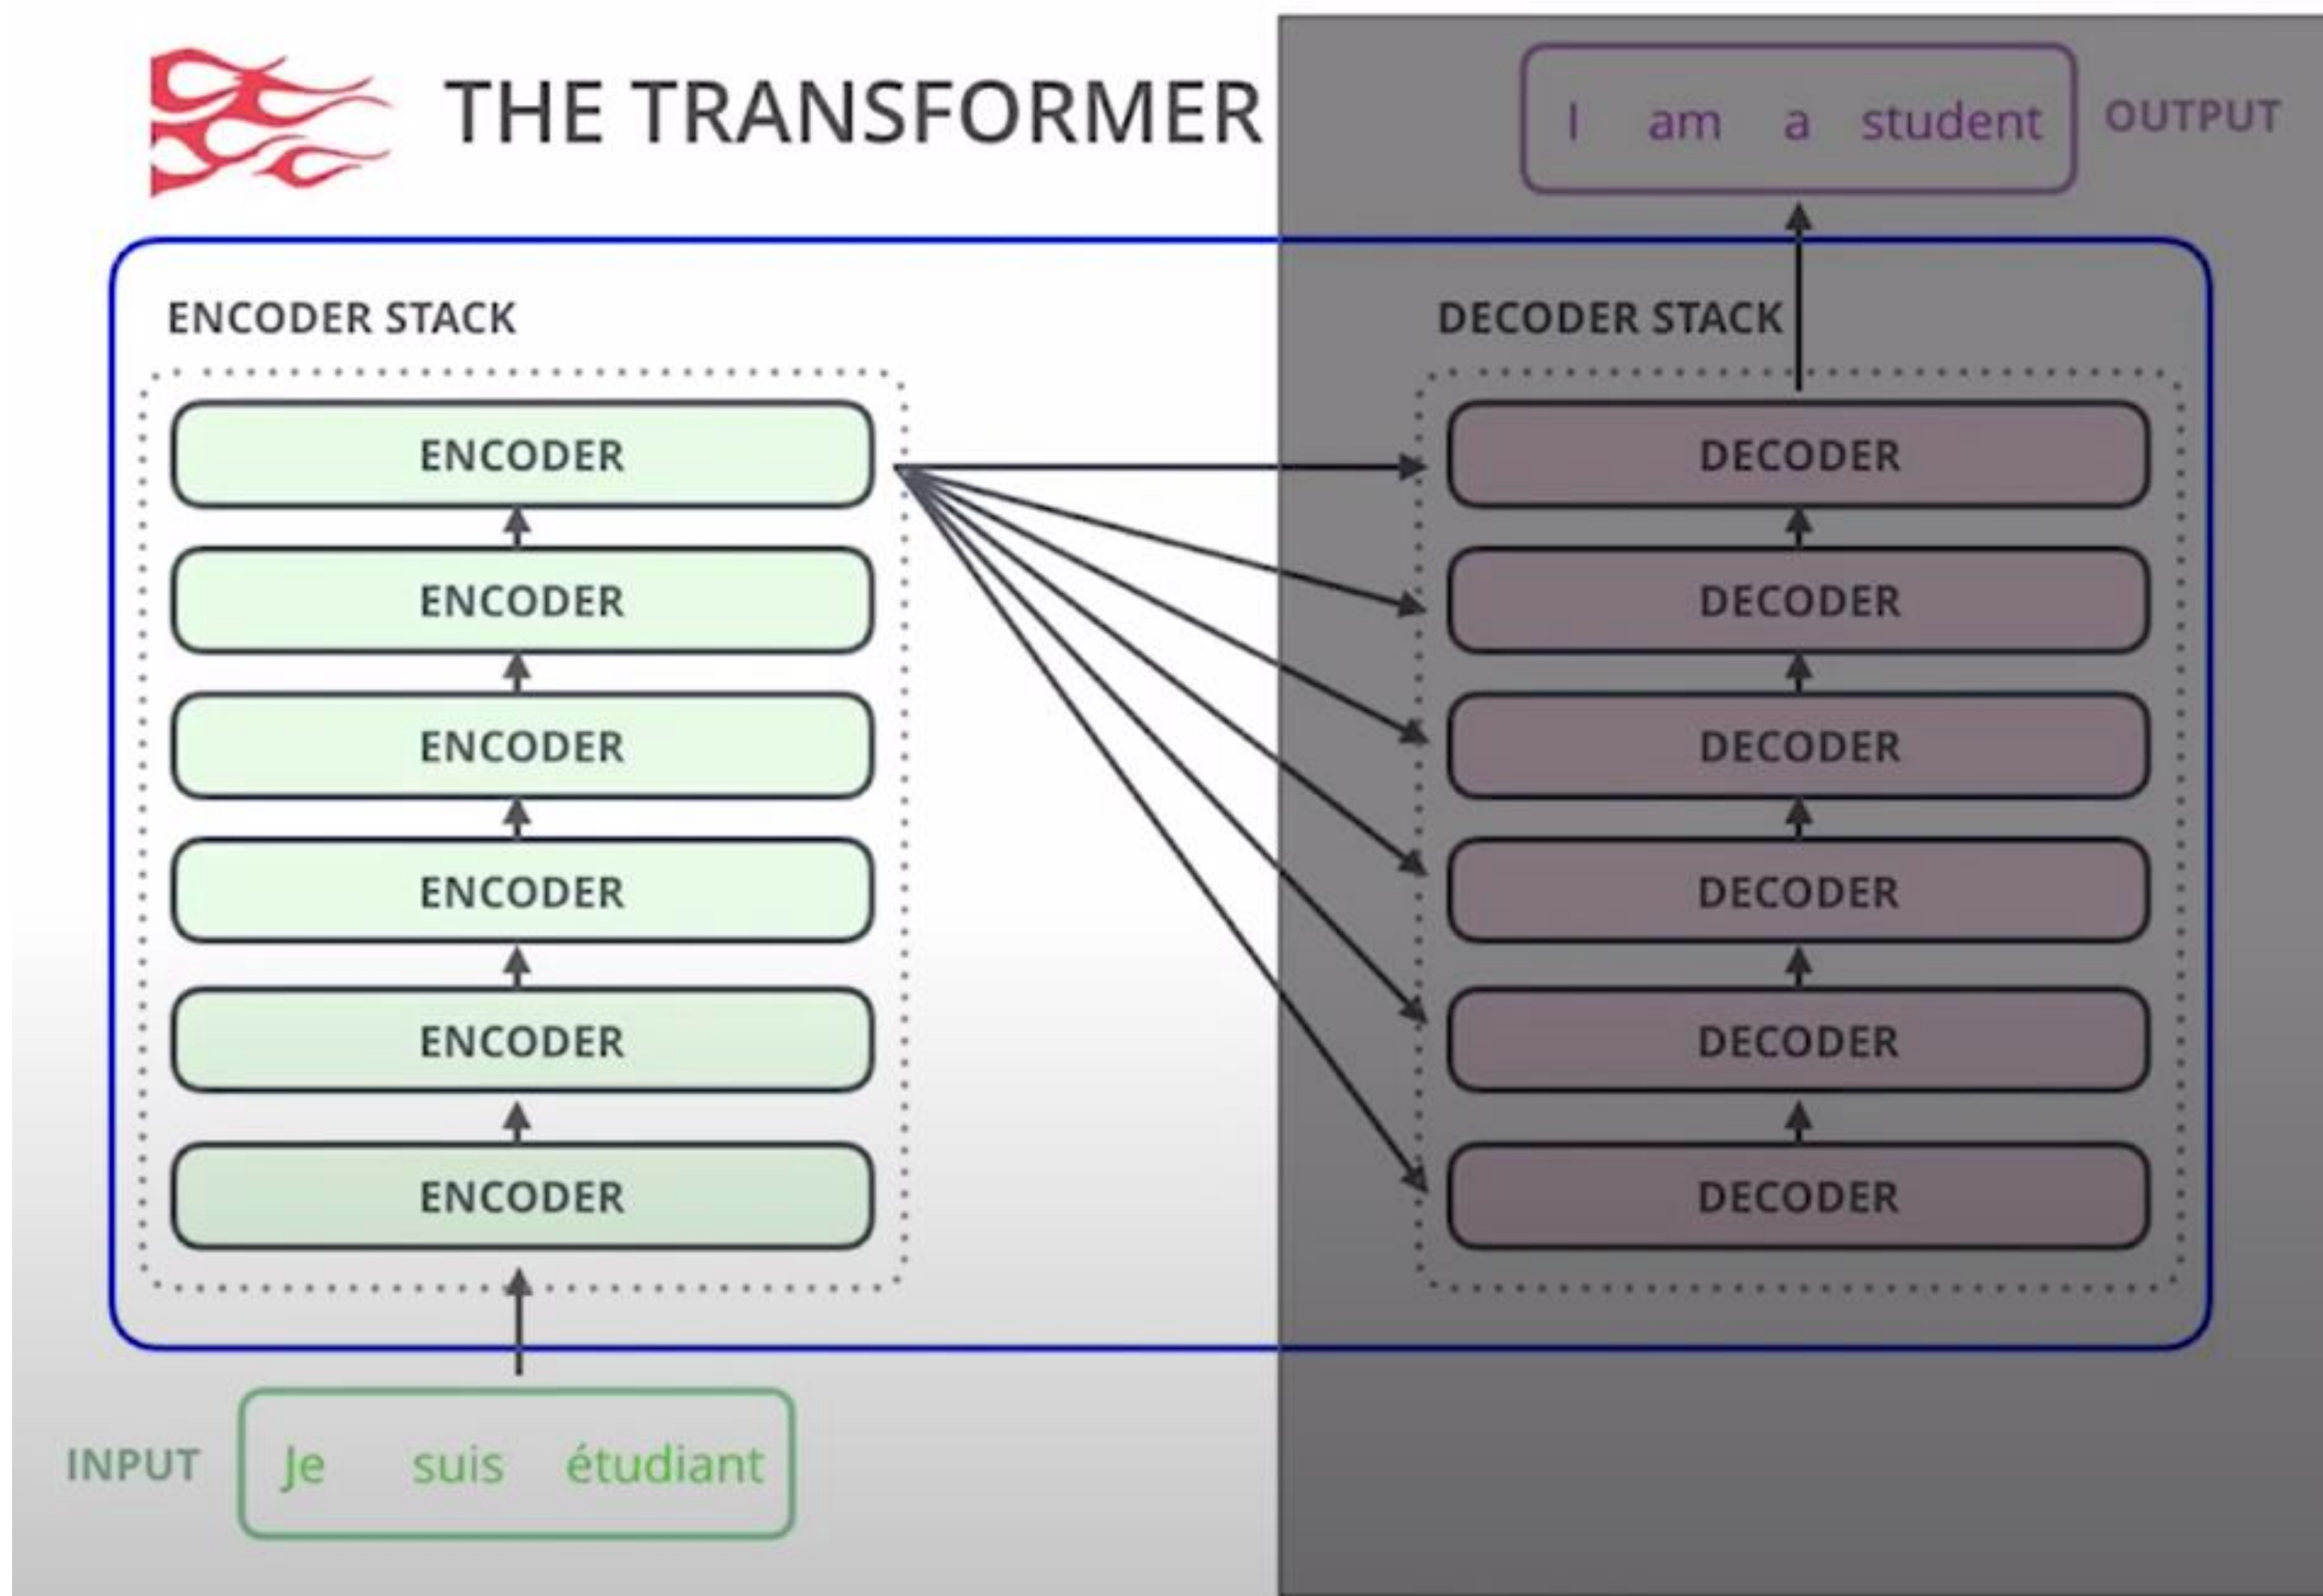 THE TRANSFORMER
I am a student
OUTPUT
ENCODER STACK
ENCODER
ENCODER
ENCODER
ENCODER
ENCODER
ENCODER
DECODER STACK
DECODER
DECODER
DECODER
DECODER
DECODER
DECODER
INPUT
Je suis étudiant